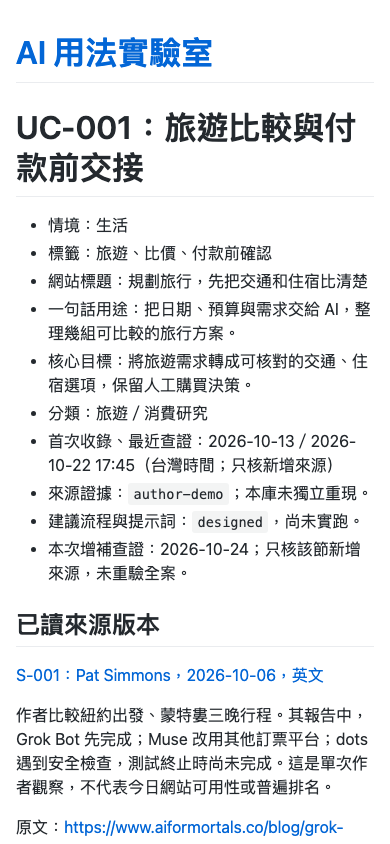 AI 用法實驗室
UC-001：旅遊比較與付
款前交接
情境：生活
標籤：旅遊、比價、付款前確認
網站標題：規劃旅行，先把交通和住宿比清楚
一句話用途：把日期、預算與需求交給 AI，整
理幾組可比較的旅行方案。
核心目標：將旅遊需求轉成可核對的交通、住
宿選項，保留人工購買決策。
分類：旅遊 / 消費研究
首次收錄、最近查證：2026-10-13 / 2026-
10-22 17:45（台灣時間；只核新增來源）
來源證據：author-demo；本庫未獨立重現。
建議流程與提示詞：designed，尚未實跑。
本次增補查證：2026-10-24；只核該節新增
來源，未重驗全案。
已讀來源版本
S-001：Pat Simmons，2026-10-06，英文
作者比較紐約出發、蒙特婁三晚行程。其報告中，
Grok Bot 先完成；Muse 改用其他訂票平台；dots
遇到安全檢查，測試終止時尚未完成。這是單次作
者觀察，不代表今日網站可用性或普遍排名。
原文：https://www.aiformortals.co/blog/grok-